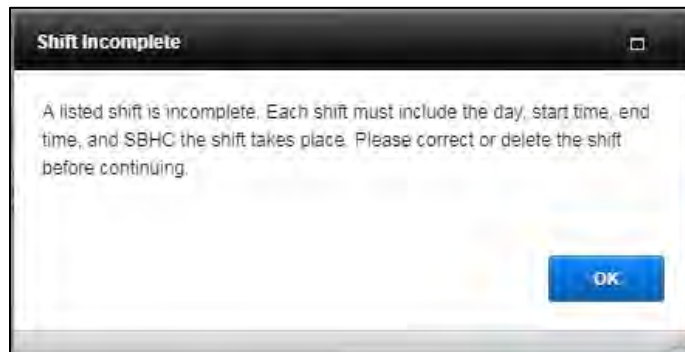 Shift Incomplete
A listed shift is incomplete. Each shift must include the day, start time, end
time, and SBHC the shift takes place. Please correct or delete the shift
before continuing.
OK